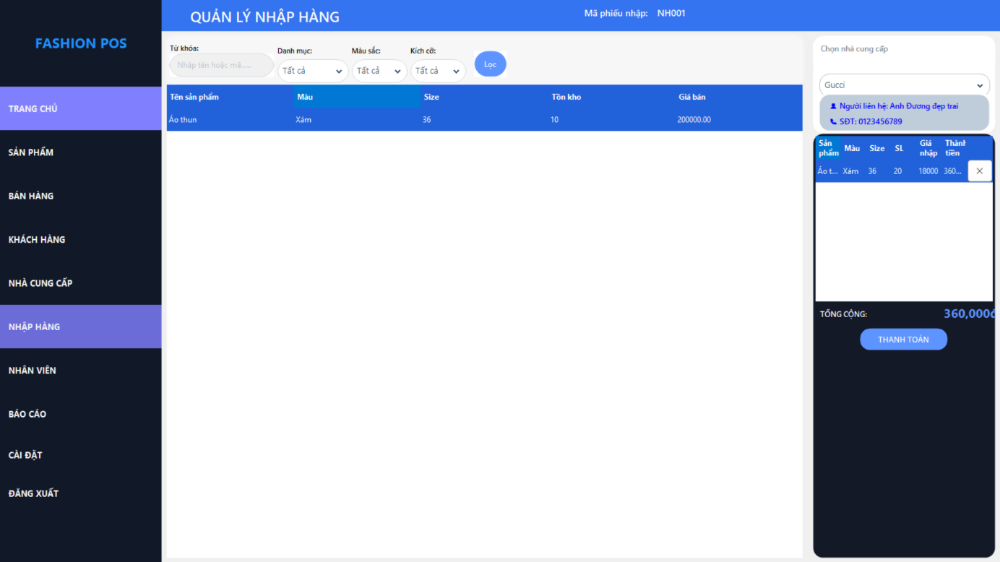 FASHION POS
TRANG CHỦ
SẢN PHẨM
BÁN HÀNG
KHÁCH HÀNG
NHÀ CUNG CẤP
NHẬP HÀNG
NHÂN VIÊN
BÁO CÁO
CÀI ĐẶT
ĐĂNG XUẤT
QUẢN LÝ NHẬP HÀNG
Mã phiếu nhập: NH001
Từ khóa: Danh mục: Màu sắc: Kích cỡ:
Nhập tên hoặc mã..... Tất cả Tất cả Tất cả Lọc
Tên sản phẩm Màu Size Tồn kho Giá bán
Áo thun Xám 36 10 200000.00
Chọn nhà cung cấp
Gucci
Người liên hệ: Anh Đương đẹp trai
SĐT: 0123456789
Sản phẩm Màu Size SL Giá nhập Thành tiền
Áo t... Xám 36 20 18000 360...
TỔNG CỘNG: 360,000đ
THANH TOÁN